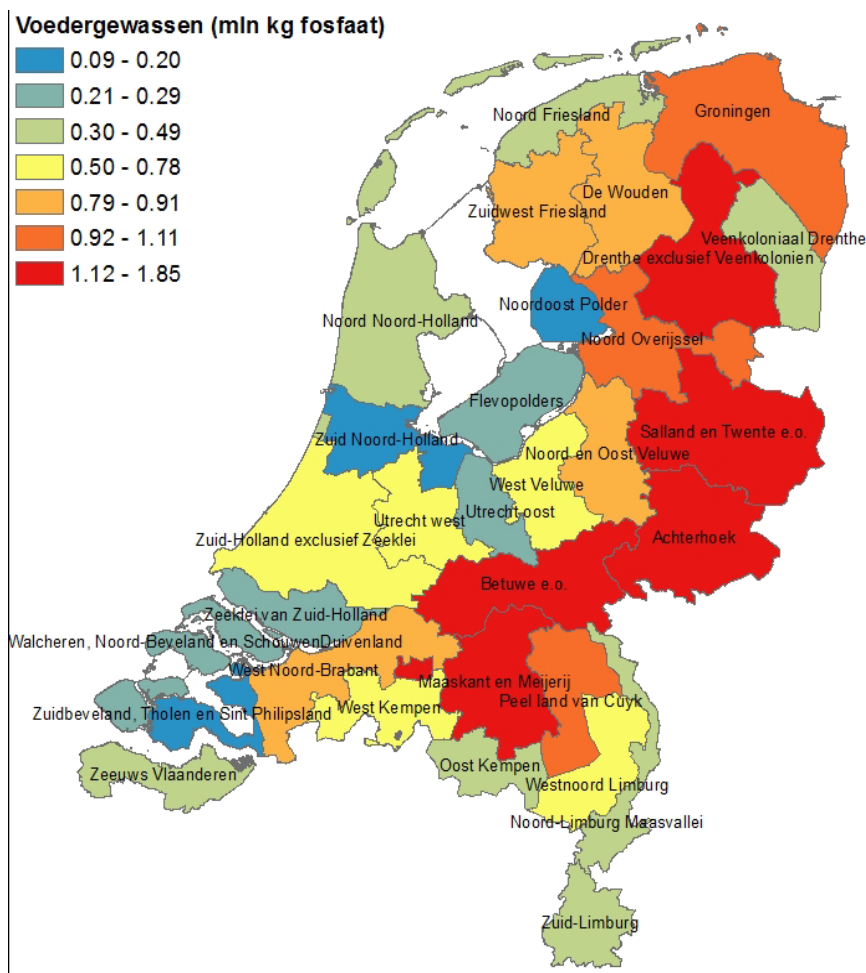 Voedergewassen (mln kg fosfaat)
0.09 - 0.20
0.21 - 0.29
0.30 - 0.49
0.50 - 0.78
0.79 - 0.91
0.92 - 1.11
1.12 - 1.85
Noord Friesland
Groningen
De Wouden
Zuidwest Friesland
Veenkoloniaal Drenthe
Drenthe exclusief Veenkolonien
Noordoost Polder
Noord Noord-Holland
Noord Overijssel
Flevopolders
Salland en Twente e.o.
Zuid Noord-Holland
Noord en Oost Veluwe
West Veluwe
Utrecht oost
Utrecht west
Zuid-Holland exclusief Zeeklei
Achterhoek
Betuwe e.o.
Zeeklei van Zuid-Holland
Walcheren, Noord-Beveland en SchouwenDuivenland
West Noord-Brabant
Maaskant en Meijerij
Peel land van Cuyk
West Kempen
Zuidbeveland, Tholen en Sint Philipsland
Oost Kempen
Zeeuws Vlaanderen
Westnoord Limburg
Noord-Limburg Maasvallei
Zuid-Limburg